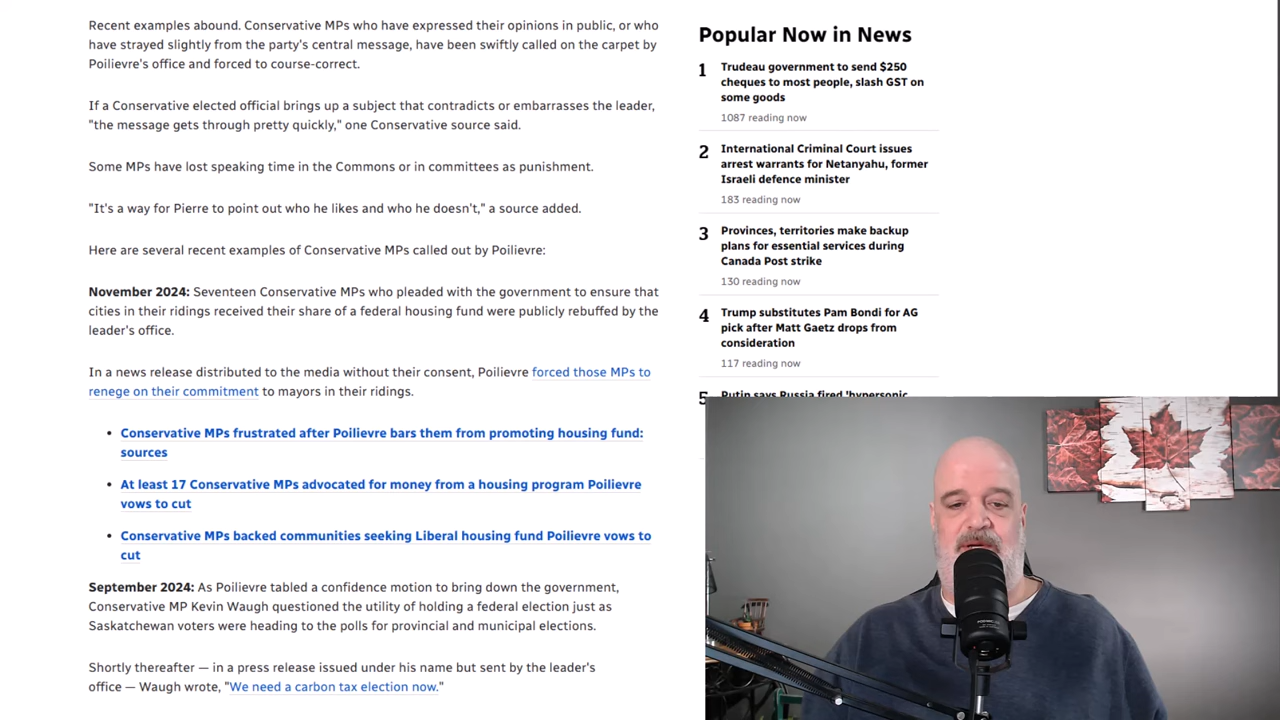 Recent examples abound. Conservative MPs who have expressed their opinions in public, or who
have strayed slightly from the party's central message, have been swiftly called on the carpet by
Poilievre's office and forced to course-correct.
If a Conservative elected official brings up a subject that contradicts or embarrasses the leader,
"the message gets through pretty quickly," one Conservative source said.
Some MPs have lost speaking time in the Commons or in committees as punishment.
"It's a way for Pierre to point out who he likes and who he doesn't," a source added.
Here are several recent examples of Conservative MPs called out by Poilievre:
November 2024: Seventeen Conservative MPs who pleaded with the government to ensure that
cities in their ridings received their share of a federal housing fund were publicly rebuffed by the
leader's office.
In a news release distributed to the media without their consent, Poilievre forced those MPs to
renege on their commitment to mayors in their ridings.
• Conservative MPs frustrated after Poilievre bars them from promoting housing fund:
sources
• At least 17 Conservative MPs advocated for money from a housing program Poilievre
vows to cut
• Conservative MPs backed communities seeking Liberal housing fund Poilievre vows to
cut
September 2024: As Poilievre tabled a confidence motion to bring down the government,
Conservative MP Kevin Waugh questioned the utility of holding a federal election just as
Saskatchewan voters were heading to the polls for provincial and municipal elections.
Shortly thereafter — in a press release issued under his name but sent by the leader's
office — Waugh wrote, "We need a carbon tax election now."
Popular Now in News
1 Trudeau government to send $250
cheques to most people, slash GST on
some goods
1087 reading now
2 International Criminal Court issues
arrest warrants for Netanyahu, former
Israeli defence minister
183 reading now
3 Provinces, territories make backup
plans for essential services during
Canada Post strike
130 reading now
4 Trump substitutes Pam Bondi for AG
pick after Matt Gaetz drops from
consideration
117 reading now
5 Putin says Russia fired 'hypersonic